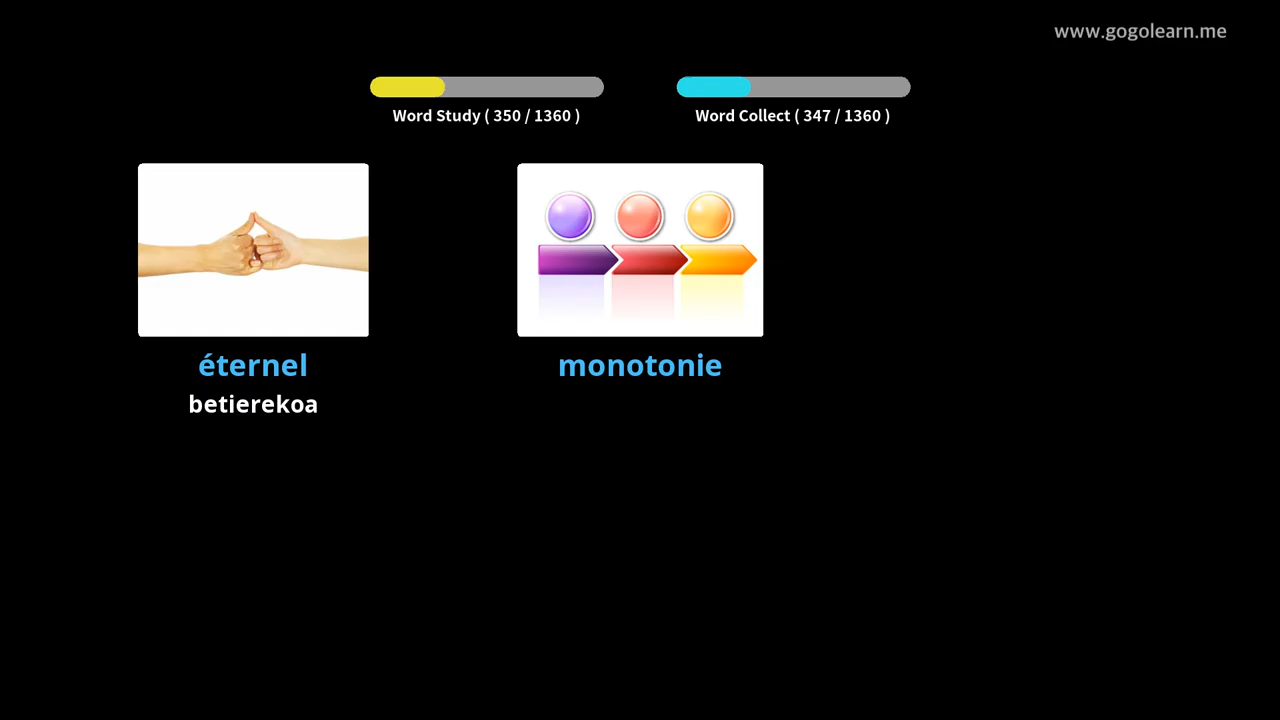 www.gogolearn.me
Word Study ( 350 / 1360 )
Word Collect ( 347 / 1360 )
éternel
betierekoa
monotonie